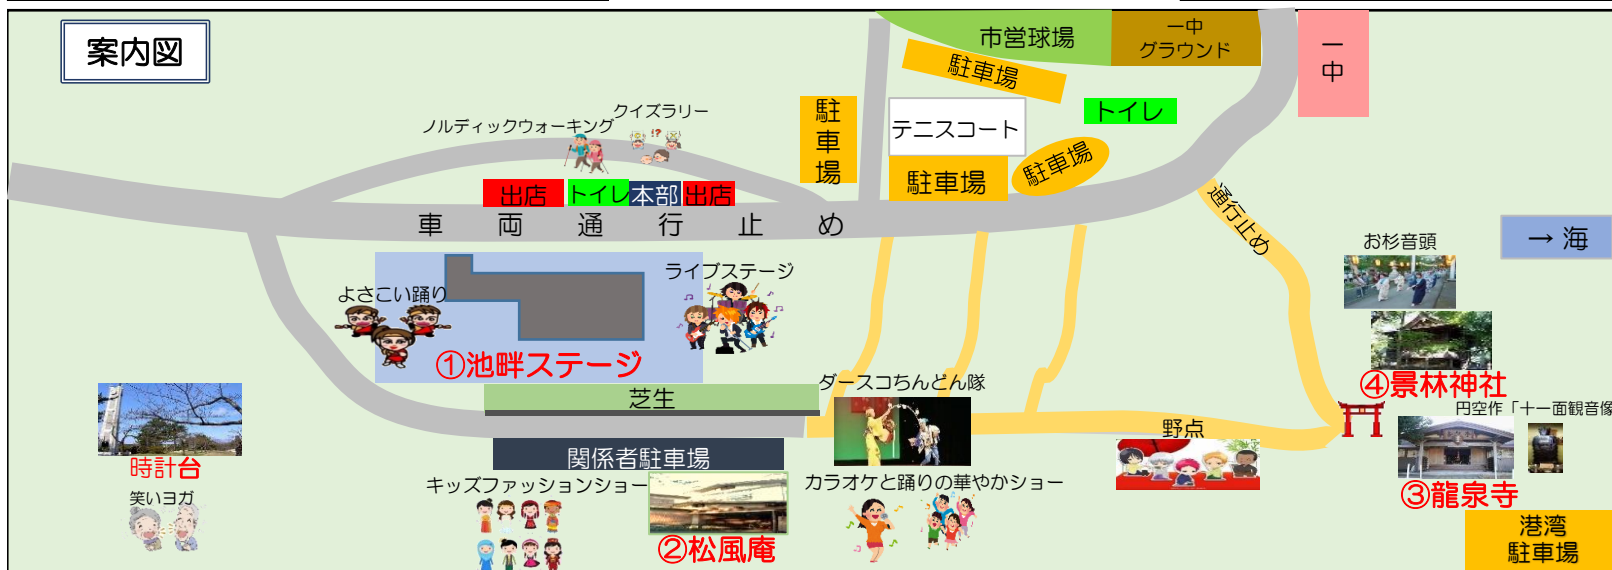 案内図
市営球場
一中
グラウンド
一中
駐車場
駐車場
テニスコート
トイレ
駐車場
駐車場
クイズラリー
ノルディックウォーキング
出店
トイレ
本部
出店
車両通行止め
通行止め
→ 海
お杉音頭
ライブステージ
よさこい踊り
①池畔ステージ
④景林神社
芝生
ダースコちんどん隊
円空作「十一面観音像
野点
時計台
関係者駐車場
笑いヨガ
キッズファッションショー
カラオケと踊りの華やかショー
③龍泉寺
②松風庵
港湾
駐車場